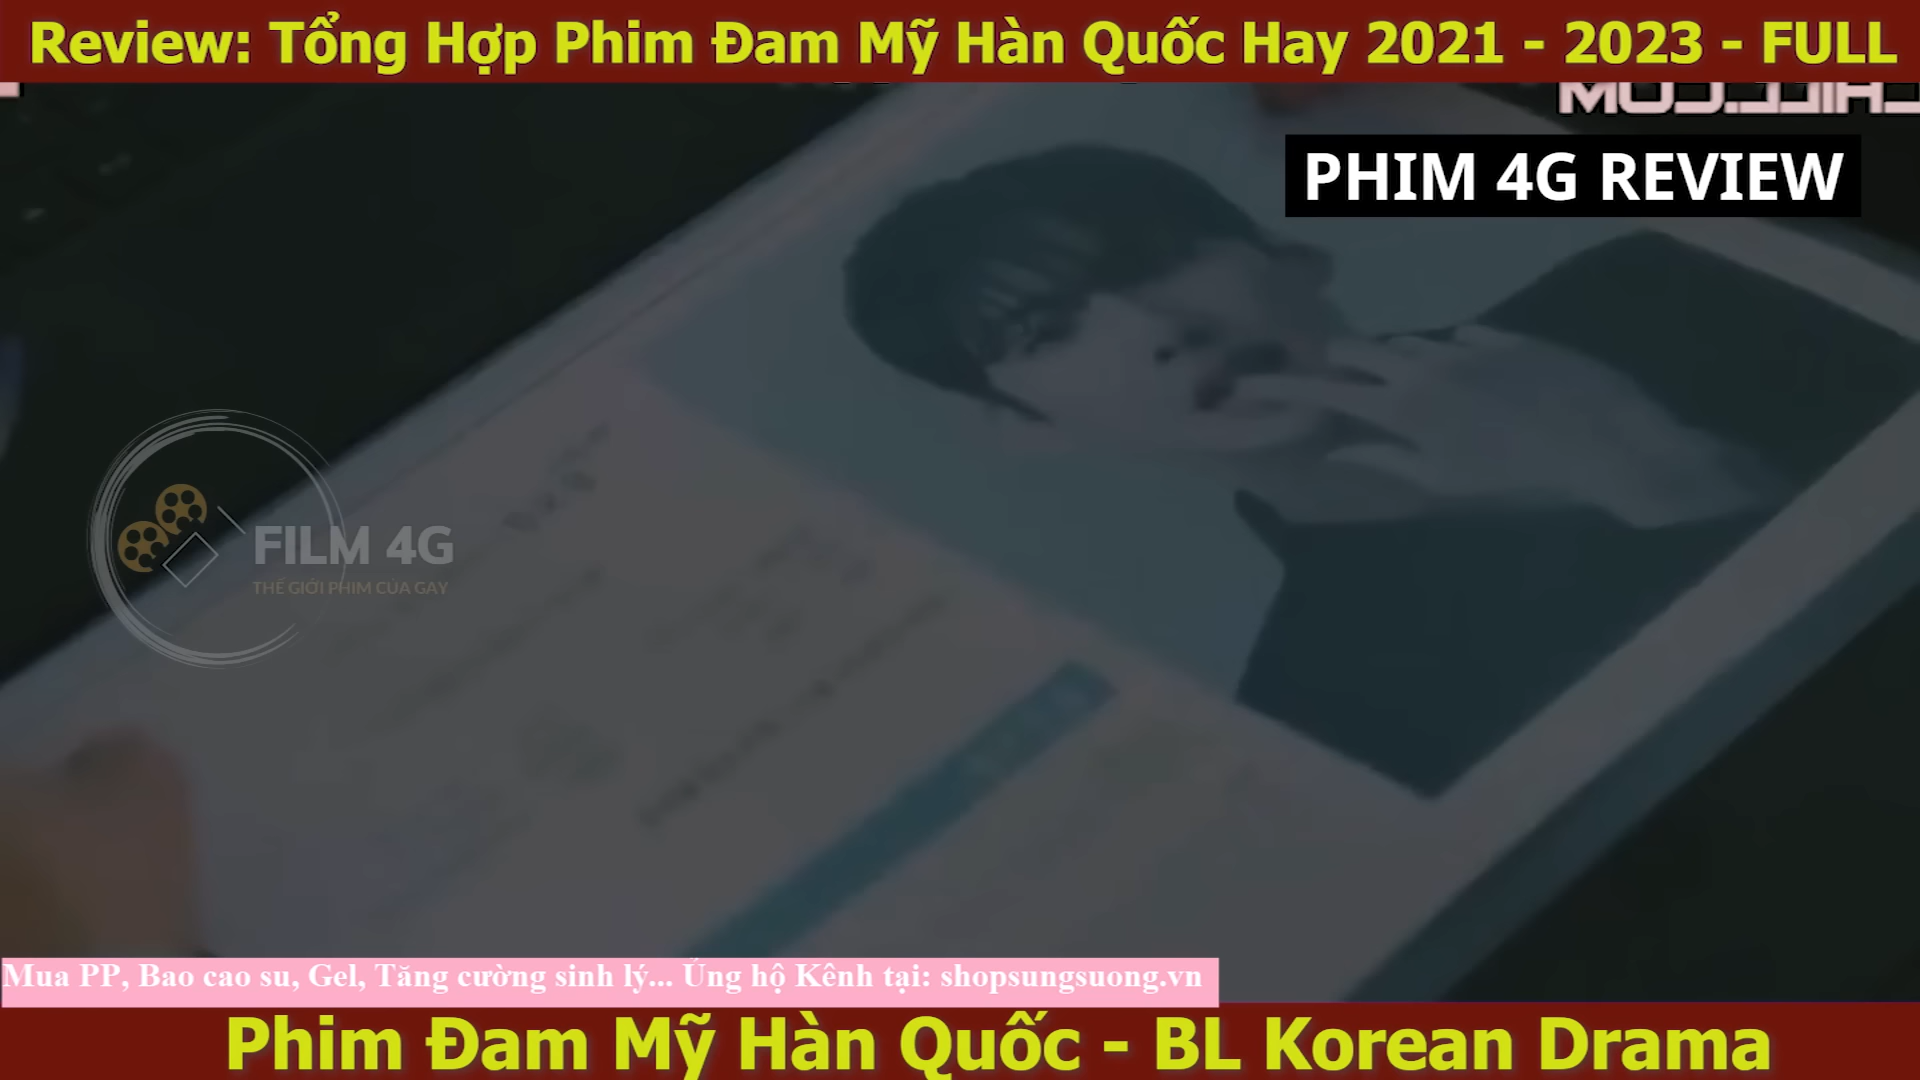 Review: Tổng Hợp Phim Đam Mỹ Hàn Quốc Hay 2021 - 2023 - FULL
PHIM 4G REVIEW
FILM 4G
THẾ GIỚI PHIM CỦA GAY
Mua PP, Bao cao su, Gel, Tăng cường sinh lý... Ủng hộ Kênh tại: shopsungsuong.vn
Phim Đam Mỹ Hàn Quốc - BL Korean Drama